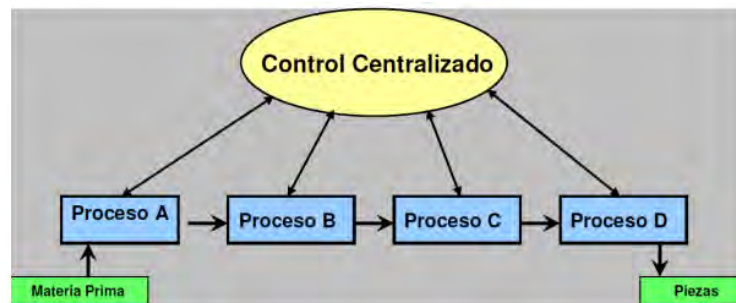 Control Centralizado
Proceso A
Proceso B
Proceso C
Proceso D
Materia Prima
Piezas